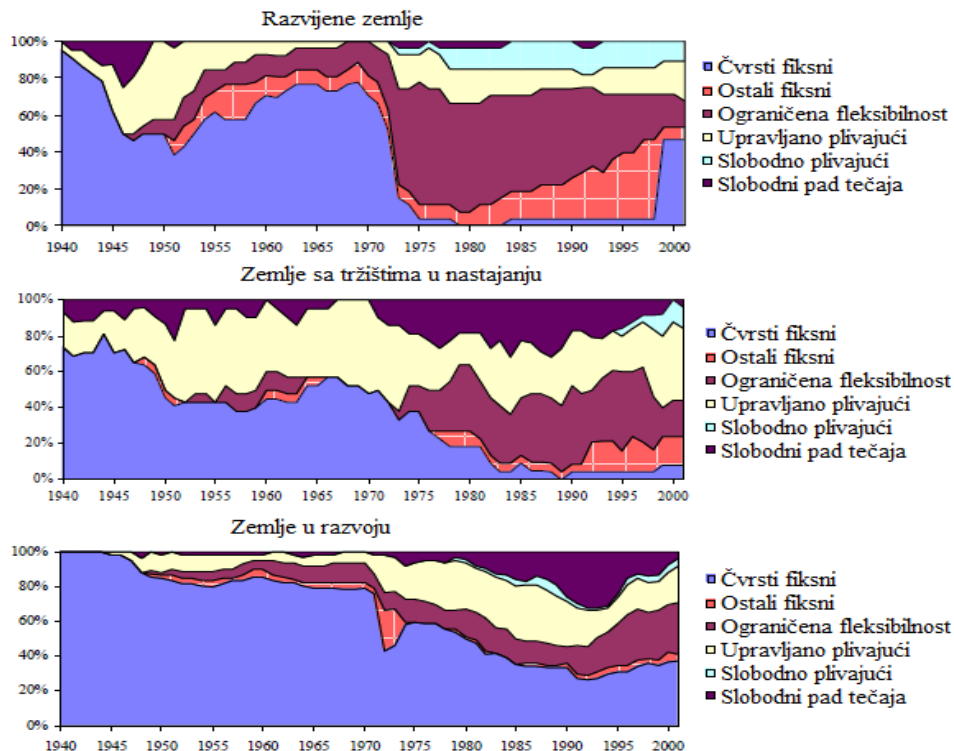 Razvijene zemlje
100%
80%
60%
40%
20%
0%
1940 1945 1950 1955 1960 1965 1970 1975 1980 1985 1990 1995 2000
Čvrsti fiksni
Ostali fiksni
Ograničena fleksibilnost
Upravljano plivajući
Slobodno plivajući
Slobodni pad tečaja
Zemlje sa tržištima u nastajanju
100%
80%
60%
40%
20%
0%
1940 1945 1950 1955 1960 1965 1970 1975 1980 1985 1990 1995 2000
Čvrsti fiksni
Ostali fiksni
Ograničena fleksibilnost
Upravljano plivajući
Slobodno plivajući
Slobodni pad tečaja
Zemlje u razvoju
100%
80%
60%
40%
20%
0%
1940 1945 1950 1955 1960 1965 1970 1975 1980 1985 1990 1995 2000
Čvrsti fiksni
Ostali fiksni
Ograničena fleksibilnost
Upravljano plivajući
Slobodno plivajući
Slobodni pad tečaja